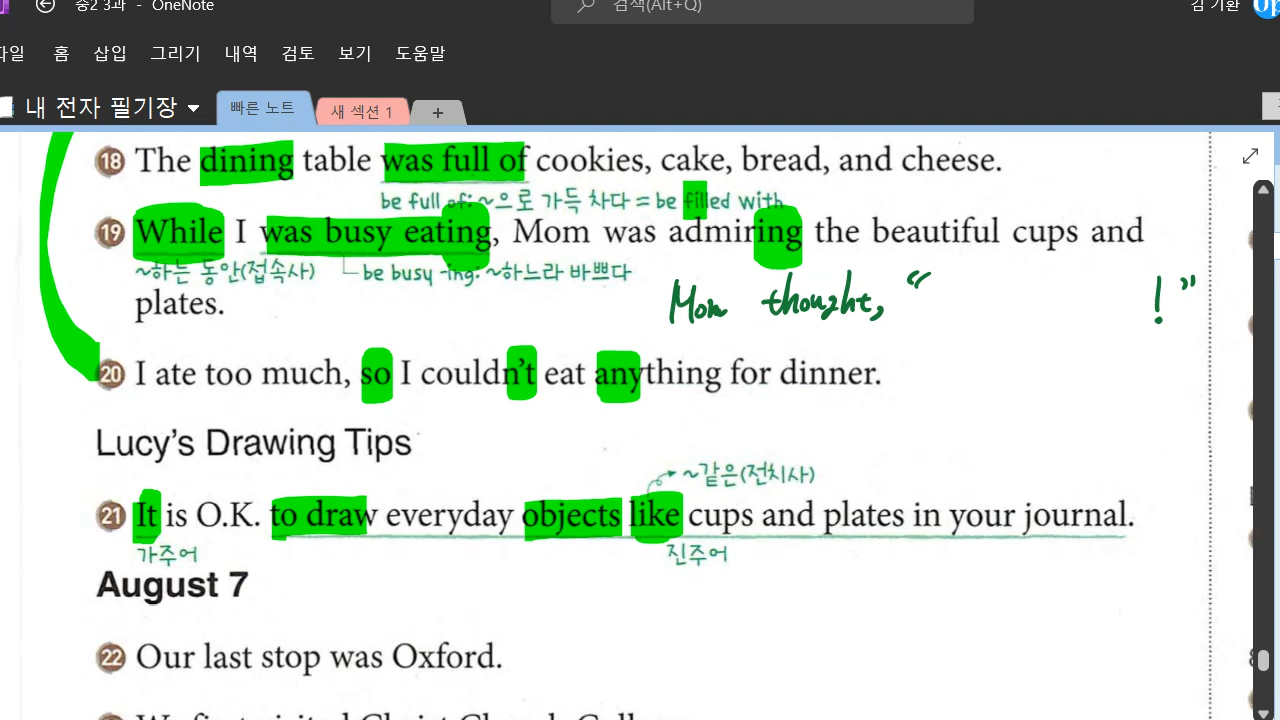 중2 3과 - OneNote
검색(Alt+Q)
김 기환
파일 홈 삽입 그리기 내역 검토 보기 도움말
내 전자 필기장 빠른 노트 새 섹션 1 +
18 The dining table was full of cookies, cake, bread, and cheese.
be full of: ~으로 가득 차다 = be filled with
19 While I was busy eating, Mom was admiring the beautiful cups and
~하는 동안(접속사) be busy -ing: ~하느라 바쁘다
plates.
Mom thought, “ ! ”
20 I ate too much, so I couldn't eat anything for dinner.
Lucy's Drawing Tips
~같은(전치사)
21 It is O.K. to draw everyday objects like cups and plates in your journal.
가주어 진주어
August 7
22 Our last stop was Oxford.